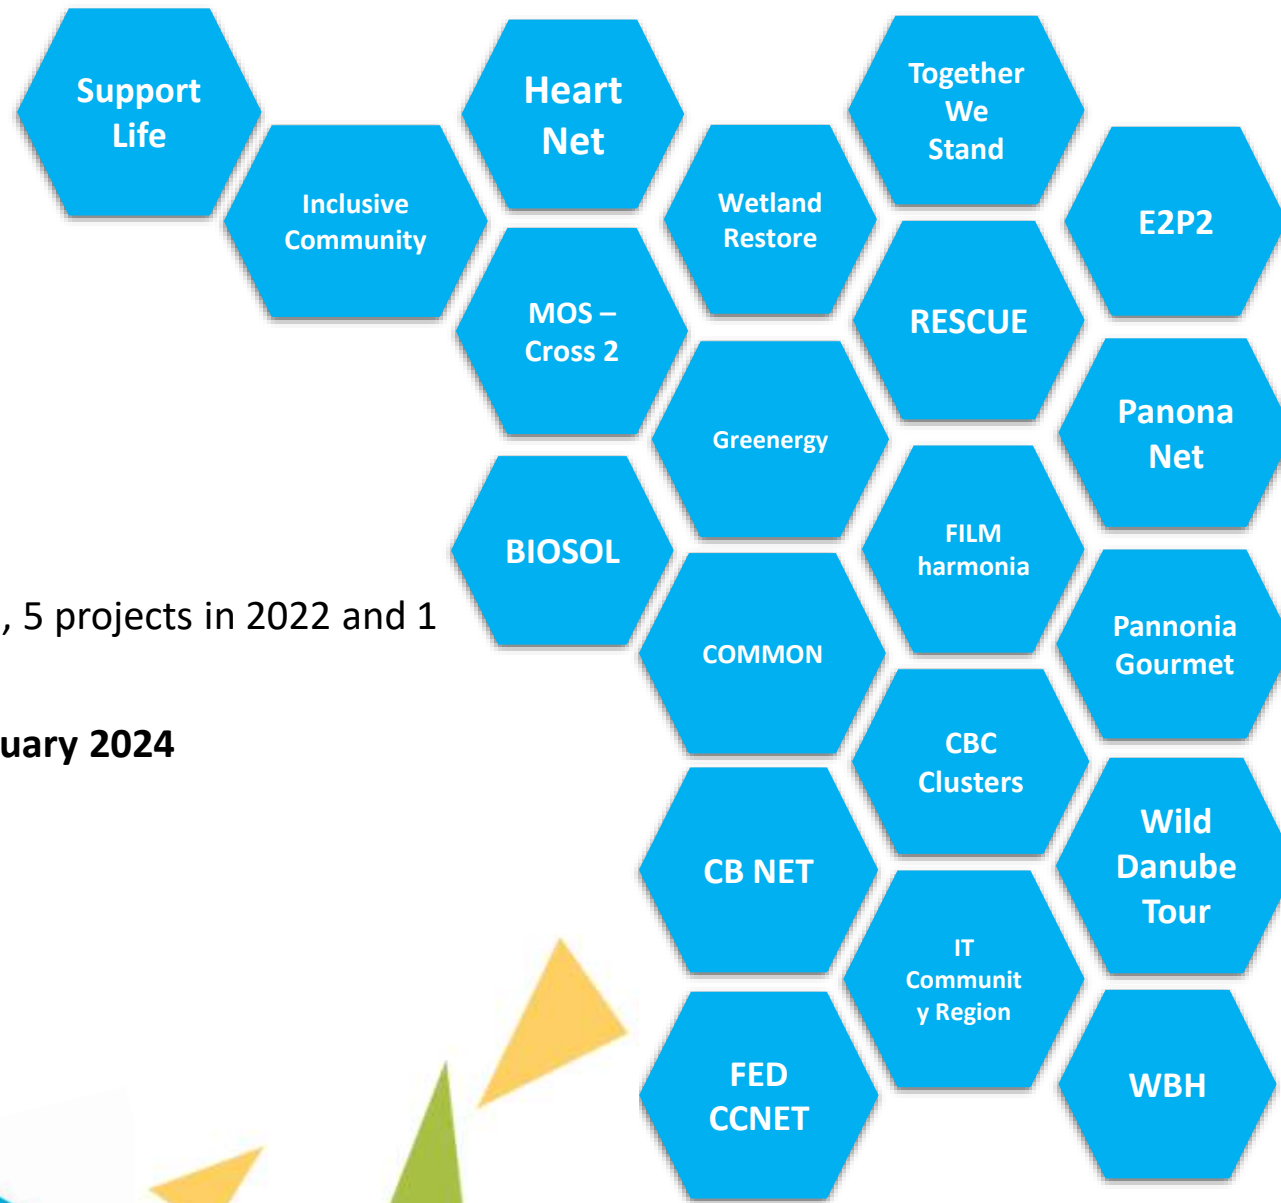 Support
Life
Heart
Net
Together
We
Stand
Inclusive
Community
Wetland
Restore
E2P2
MOS –
Cross 2
RESCUE
Greenergy
Panona
Net
BIOSOL
FILM
harmonia
, 5 projects in 2022 and 1
COMMON
Pannonia
Gourmet
uary 2024
CBC
Clusters
CB NET
Wild
Danube
Tour
IT
Communit
y Region
FED
CCNET
WBH